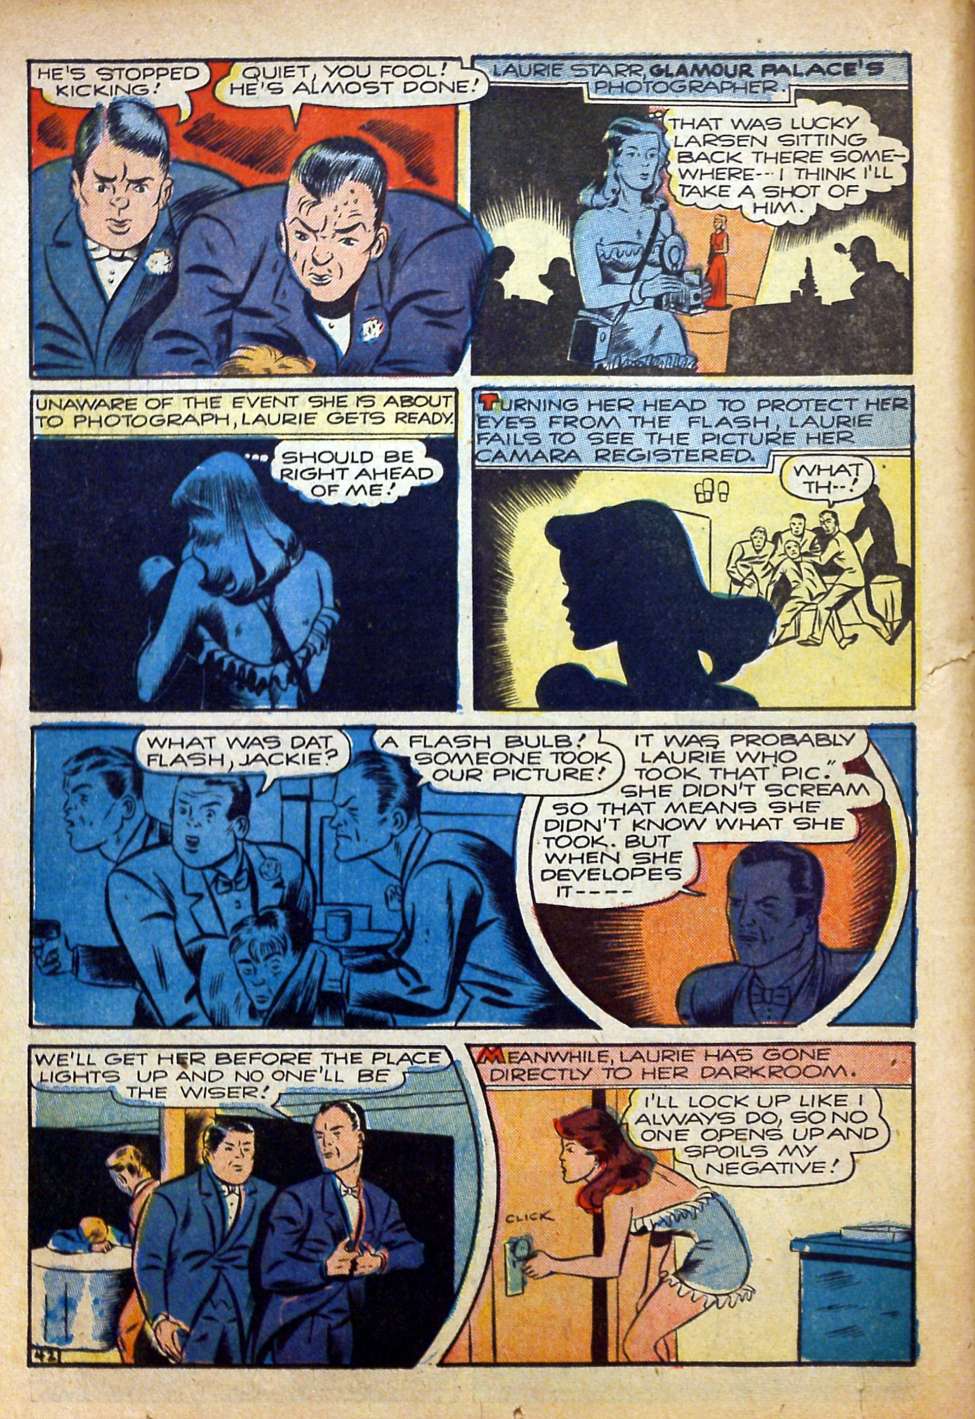 HE'S STOPPED
KICKING!
QUIET, YOU FOOL!
HE'S ALMOST DONE!
LAURIE STARR, GLAMOUR PALACE'S
PHOTOGRAPHER.
THAT WAS LUCKY
LARSEN SITTING
BACK THERE SOME-
WHERE--- I THINK I'LL
TAKE A SHOT OF
HIM.
UNAWARE OF THE EVENT SHE IS ABOUT
TO PHOTOGRAPH, LAURIE GETS READY.
SHOULD BE
RIGHT AHEAD
OF ME!
TURNING HER HEAD TO PROTECT HER
EYES FROM THE FLASH, LAURIE
FAILS TO SEE THE PICTURE HER
CAMARA REGISTERED.
WHAT
TH--!
WHAT WAS DAT
FLASH, JACKIE?
A FLASH BULB!
SOMEONE TOOK
OUR PICTURE!
IT WAS PROBABLY
LAURIE WHO
TOOK THAT "PIC."
SHE DIDN'T SCREAM
SO THAT MEANS SHE
DIDN'T KNOW WHAT SHE
TOOK. BUT
WHEN SHE
DEVELOPES
IT----
WE'LL GET HER BEFORE THE PLACE
LIGHTS UP AND NO ONE'LL BE
THE WISER!
MEANWHILE, LAURIE HAS GONE
DIRECTLY TO HER DARKROOM.
I'LL LOCK UP LIKE I
ALWAYS DO, SO NO
ONE OPENS UP AND
SPOILS MY
NEGATIVE!
CLICK
42